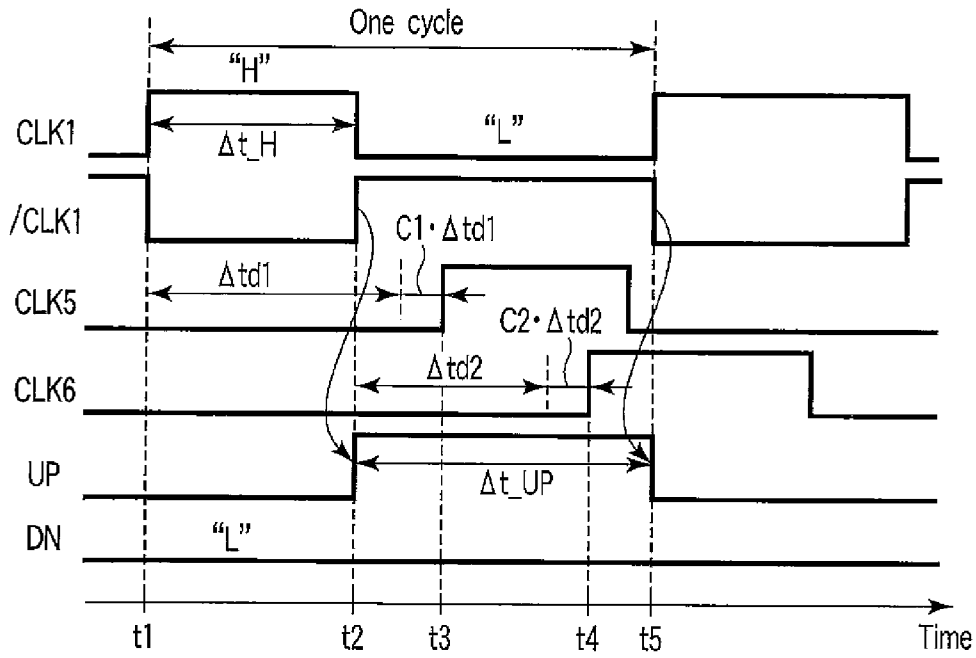 One cycle
"H"
CLK1
Δt_H
"L"
/CLK1
C1・Δtd1
Δtd1
CLK5
C2・Δtd2
Δtd2
CLK6
UP
Δt_UP
DN
"L"
t1
t2
t3
t4
t5
Time